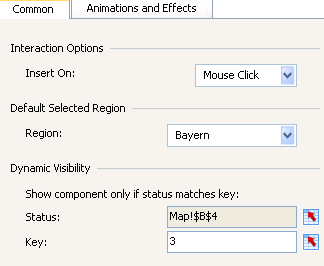 Common Animations and Effects
Interaction Options
Insert On: Mouse Click
Default Selected Region
Region: Bayern
Dynamic Visibility
Show component only if status matches key:
Status: Map!$B$4
Key: 3